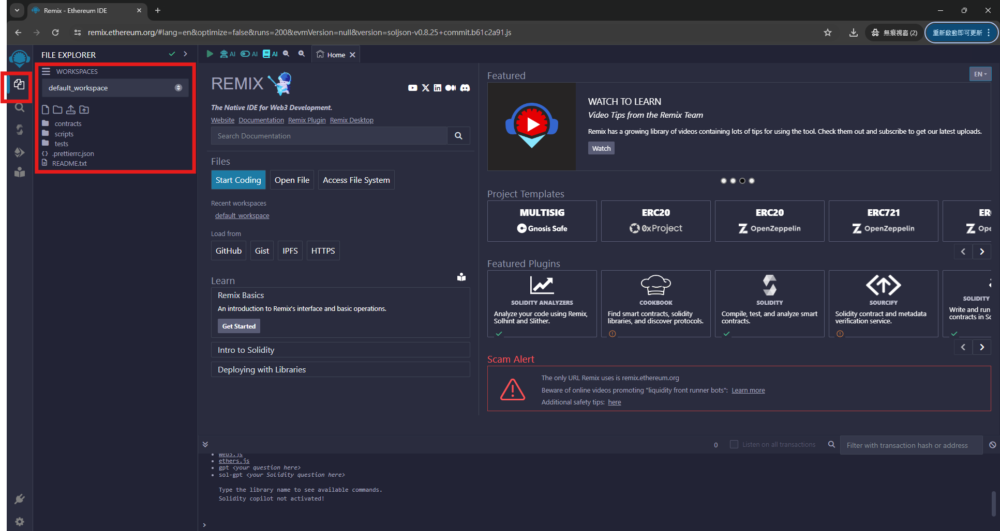 Remix - Ethereum IDE
remix.ethereum.org/#lang=en&optimize=false&runs=200&evmVersion=null&version=soljson-v0.8.25+commit.b61c2a91.js
無痕視窗 (2)
重新啟動即可更新
FILE EXPLORER
WORKSPACES
default_workspace
contracts
scripts
tests
.prettierrc.json
README.txt
AI
AI
AI
Home
REMIX
The Native IDE for Web3 Development.
Website Documentation Remix Plugin Remix Desktop
Search Documentation
Files
Start Coding
Open File
Access File System
Recent workspaces
default_workspace
Load from
GitHub
Gist
IPFS
HTTPS
Learn
Remix Basics
An introduction to Remix's interface and basic operations.
Get Started
Intro to Solidity
Deploying with Libraries
Featured
EN
WATCH TO LEARN
Video Tips from the Remix Team
Remix has a growing library of videos containing lots of tips for using the tool. Check them out and subscribe to get our latest uploads.
Watch
Project Templates
MULTISIG
Gnosis Safe
ERC20
0xProject
ERC20
OpenZeppelin
ERC721
OpenZeppelin
Featured Plugins
SOLIDITY ANALYZERS
Analyze your code using Remix,
Solhint and Slither.
COOKBOOK
Find smart contracts, solidity
libraries, and discover protocols.
SOLIDITY
Compile, test, and analyze smart
contracts.
SOURCIFY
Solidity contract and metadata
verification service.
SOLIDITY
Write and run
contracts in
Scam Alert
The only URL Remix uses is remix.ethereum.org
Beware of online videos promoting "liquidity front runner bots": Learn more
Additional safety tips: here
0
Listen on all transactions
Filter with transaction hash or address
web3.js
ethers.js
gpt <your question here>
sol-gpt <your Solidity question here>
Type the library name to see available commands.
Solidity copilot not activated!
>